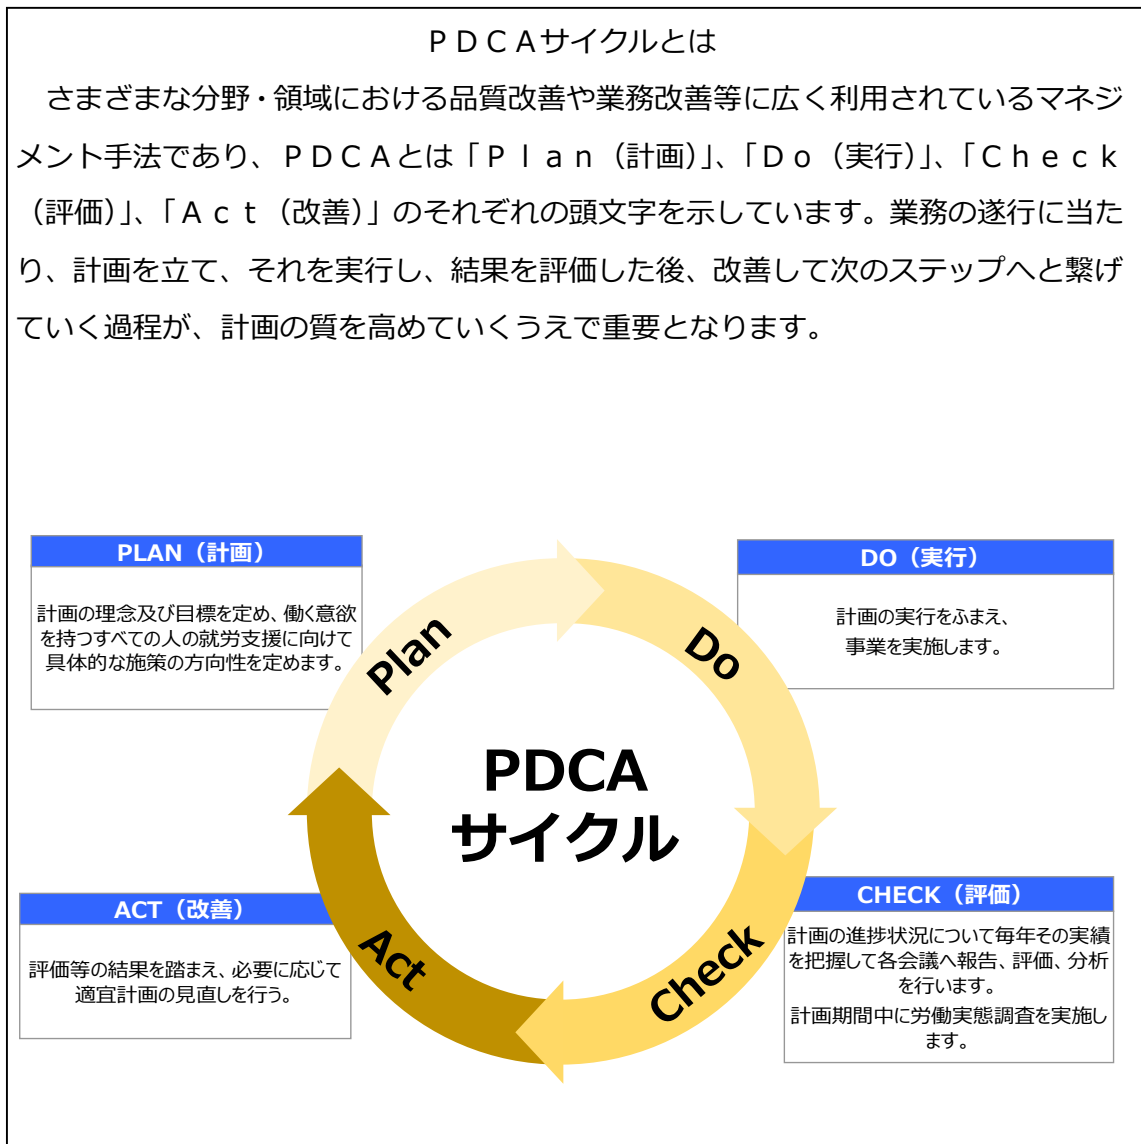 ＰＤＣＡサイクルとは
さまざまな分野・領域における品質改善や業務改善等に広く利用されているマネジ
メント手法であり、ＰＤＣＡとは「Ｐｌａｎ（計画）」、「Ｄｏ（実行）」、「Ｃｈｅｃｋ
（評価）」、「Ａｃｔ（改善）」のそれぞれの頭文字を示しています。業務の遂行に当た
り、計画を立て、それを実行し、結果を評価した後、改善して次のステップへと繋げ
ていく過程が、計画の質を高めていくうえで重要となります。
PLAN（計画）
計画の理念及び目標を定め、働く意欲
を持つすべての人の就労支援に向けて
具体的な施策の方向性を定めます。
DO（実行）
計画の実行をふまえ、
事業を実施します。
Plan
Do
PDCA
サイクル
ACT（改善）
評価等の結果を踏まえ、必要に応じて
適宜計画の見直しを行う。
Act
Check
CHECK（評価）
計画の進捗状況について毎年その実績
を把握して各会議へ報告、評価、分析
を行います。
計画期間中に労働実態調査を実施し
ます。